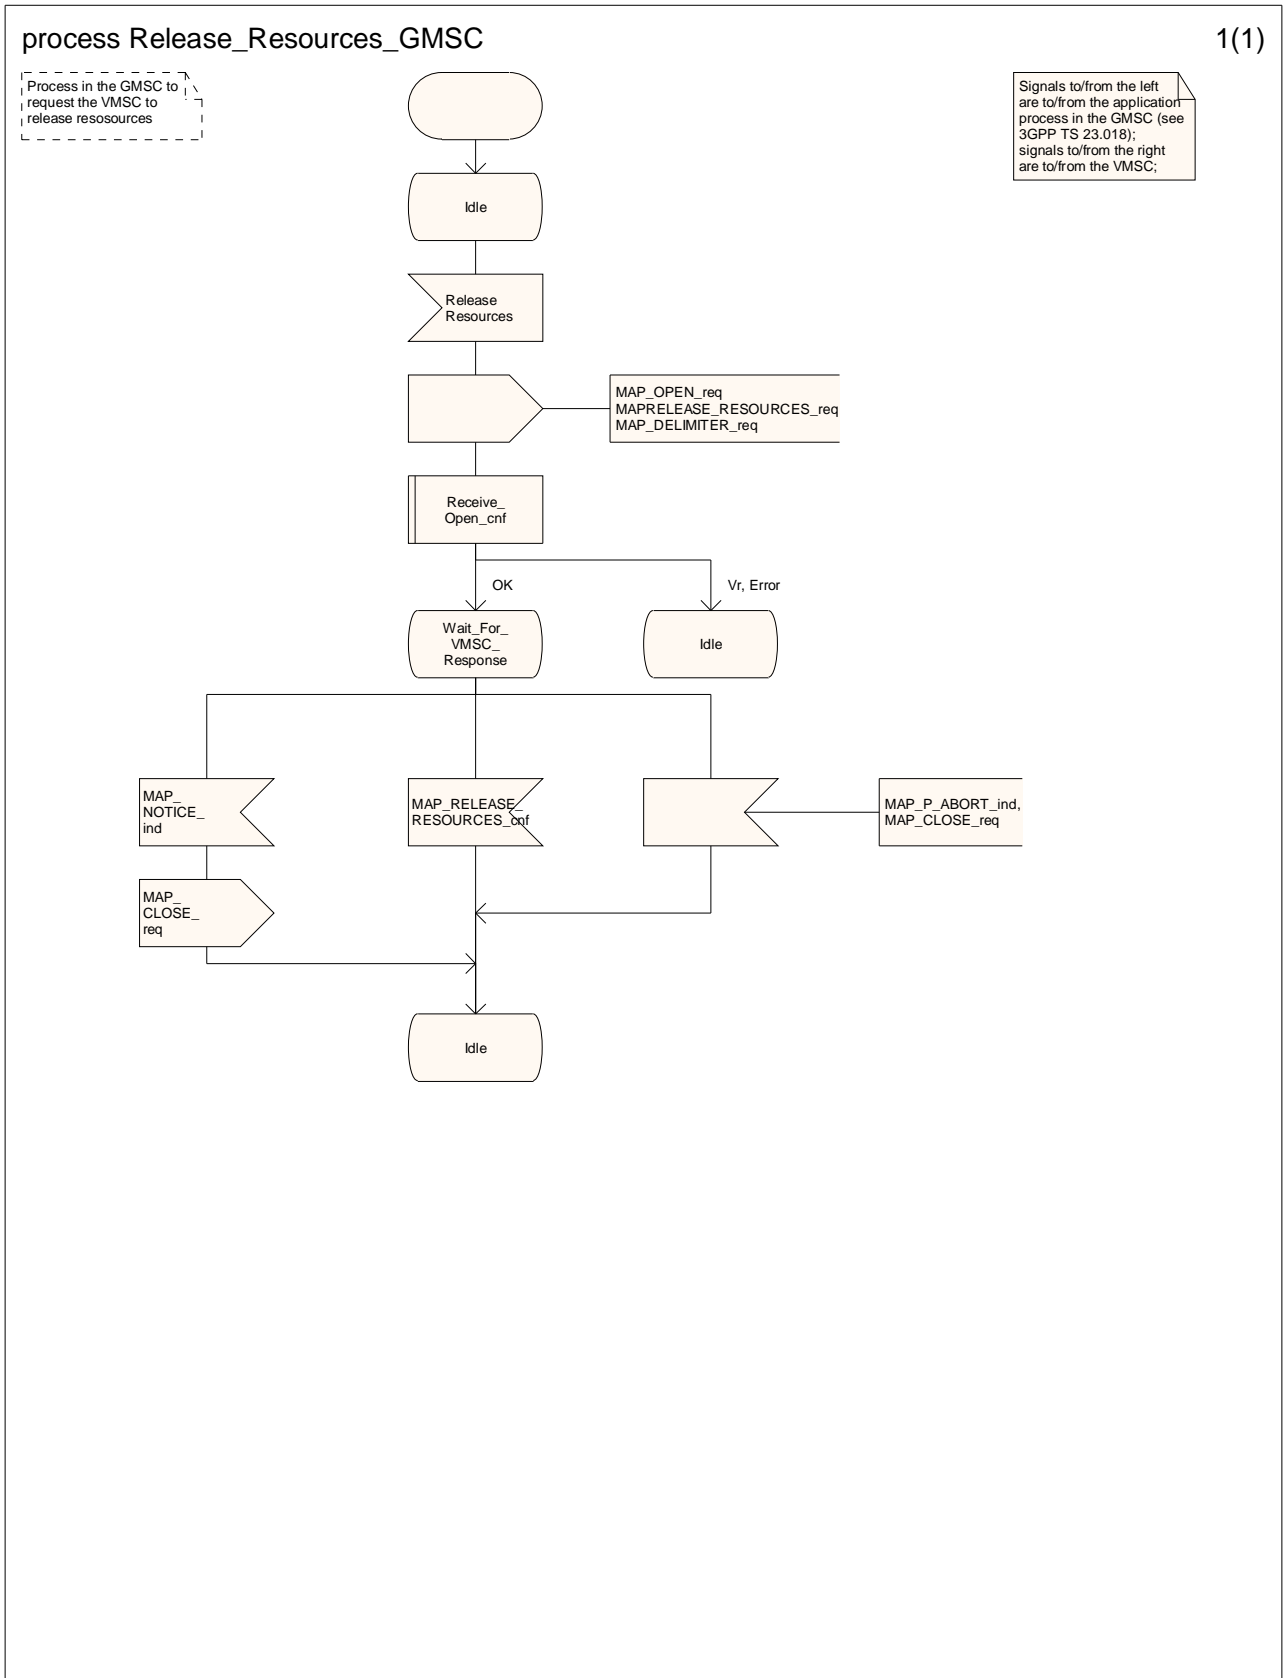 process Release_Resources_GMSC
1(1)
Process in the GMSC to
request the VMSC to
release resosources
Signals to/from the left
are to/from the application
process in the GMSC (see
3GPP TS 23.018);
signals to/from the right
are to/from the VMSC;
Idle
Release
Resources
MAP_OPEN_req
MAPRELEASE_RESOURCES_req
MAP_DELIMITER_req
Receive_
Open_cnf
OK
Vr, Error
Wait_For_
VMSC_
Response
Idle
MAP_
NOTICE_
ind
MAP_RELEASE_
RESOURCES_cnf
MAP_P_ABORT_ind,
MAP_CLOSE_req
MAP_
CLOSE_
req
Idle